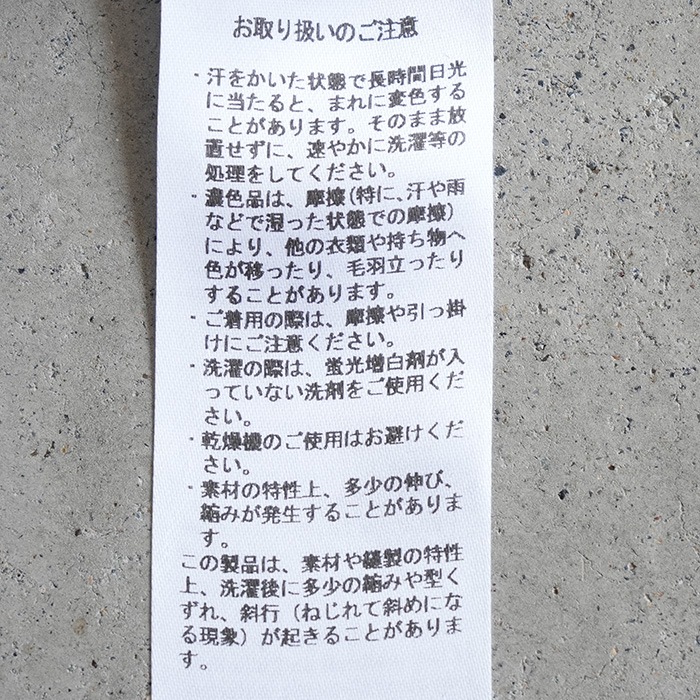 お取り扱いのご注意
・汗をかいた状態で長時間日光
に当たると、まれに変色する
ことがあります。そのまま放
置せずに、速やかに洗濯等の
処理をしてください。
・濃色品は、摩擦(特に、汗や雨
などで湿った状態での摩擦)
により、他の衣類や持ち物へ
色が移ったり、毛羽立ったり
することがあります。
・ご着用の際は、摩擦や引っ掛
けにご注意ください。
・洗濯の際は、蛍光増白剤が入
っていない洗剤をご使用くだ
さい。
・乾燥機のご使用はお避けくだ
さい。
・素材の特性上、多少の伸び、
縮みが発生することがありま
す。
この製品は、素材や縫製の特性
上、洗濯後に多少の縮みや型く
ずれ、斜行(ねじれて斜めにな
る現象)が起きることがありま
す。